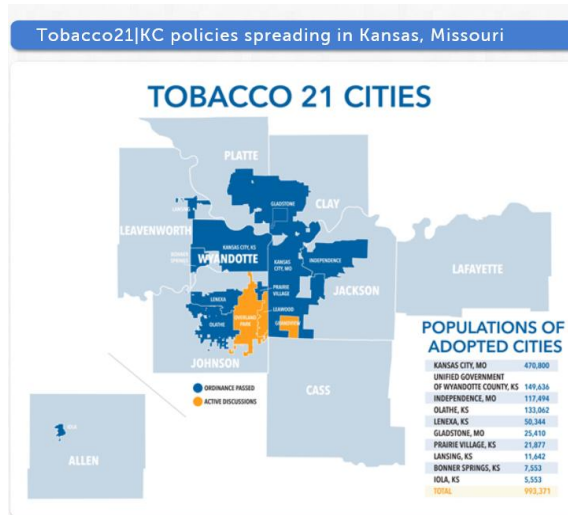 Tobacco21|KC policies spreading in Kansas, Missouri
TOBACCO 21 CITIES
PLATTE
GLADSTONE
CLAY
LANSING
LEAVENWORTH
KANSAS CITY, KS
BONNER
SPRINGS
WYANDOTTE
KANSAS
CITY, MO
INDEPENDENCE
LAFAYETTE
PRAIRIE
VILLAGE
JACKSON
LENEXA
LEAWOOD
OVERLAND
PARK
OLATHE
GRANDVIEW
JOHNSON
CASS
ORDINANCE PASSED
ACTIVE DISCUSSIONS
IOLA
ALLEN
POPULATIONS OF
ADOPTED CITIES
KANSAS CITY, MO 470,800
UNIFIED GOVERNMENT
OF WYANDOTTE COUNTY, KS 149,636
INDEPENDENCE, MO 117,494
OLATHE, KS 133,062
LENEXA, KS 50,344
GLADSTONE, MO 25,410
PRAIRIE VILLAGE, KS 21,877
LANSING, KS 11,642
BONNER SPRINGS, KS 7,553
IOLA, KS 5,553
TOTAL 993,371